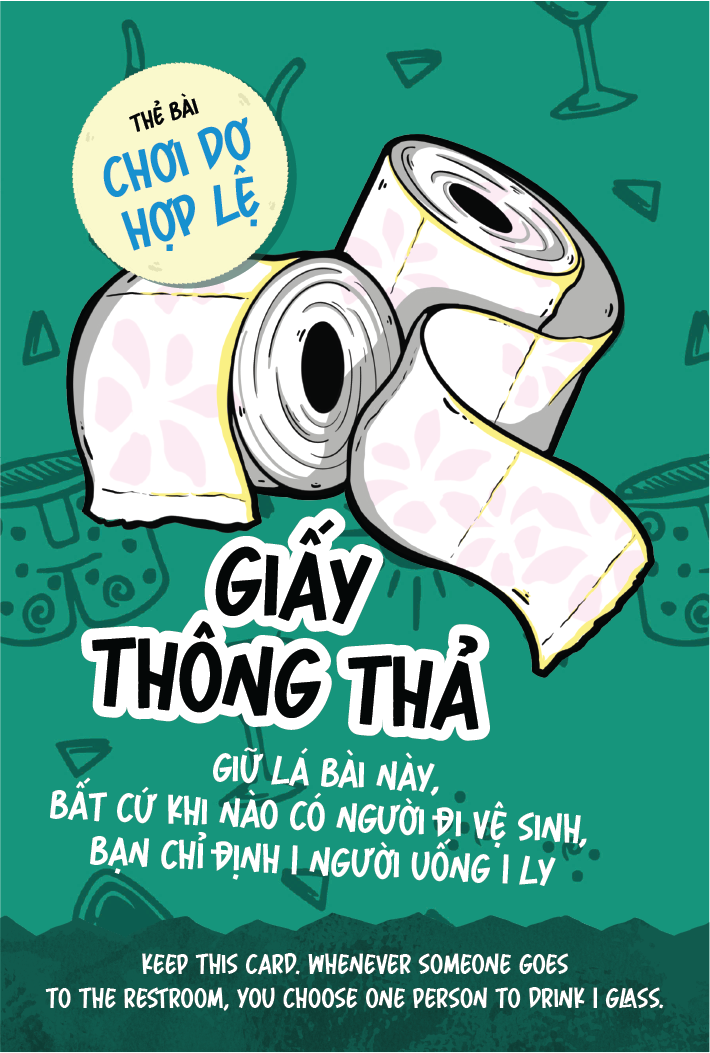 THẺ BÀI
CHƠI DƠ
HỢP LỆ
GIẤY
THÔNG THẢ
GIỮ LÁ BÀI NÀY,
BẤT CỨ KHI NÀO CÓ NGƯỜI ĐI VỆ SINH,
BẠN CHỈ ĐỊNH 1 NGƯỜI UỐNG 1 LY
KEEP THIS CARD. WHENEVER SOMEONE GOES
TO THE RESTROOM, YOU CHOOSE ONE PERSON TO DRINK 1 GLASS.